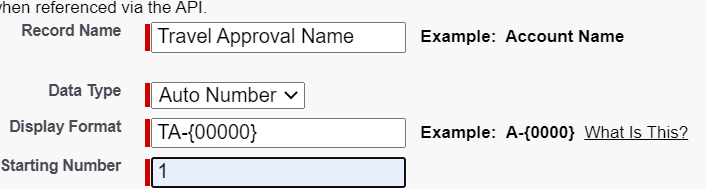 when referenced via the API.
Record Name Travel Approval Name Example: Account Name
Data Type Auto Number
Display Format TA-{00000} Example: A-{0000} What Is This?
Starting Number 1